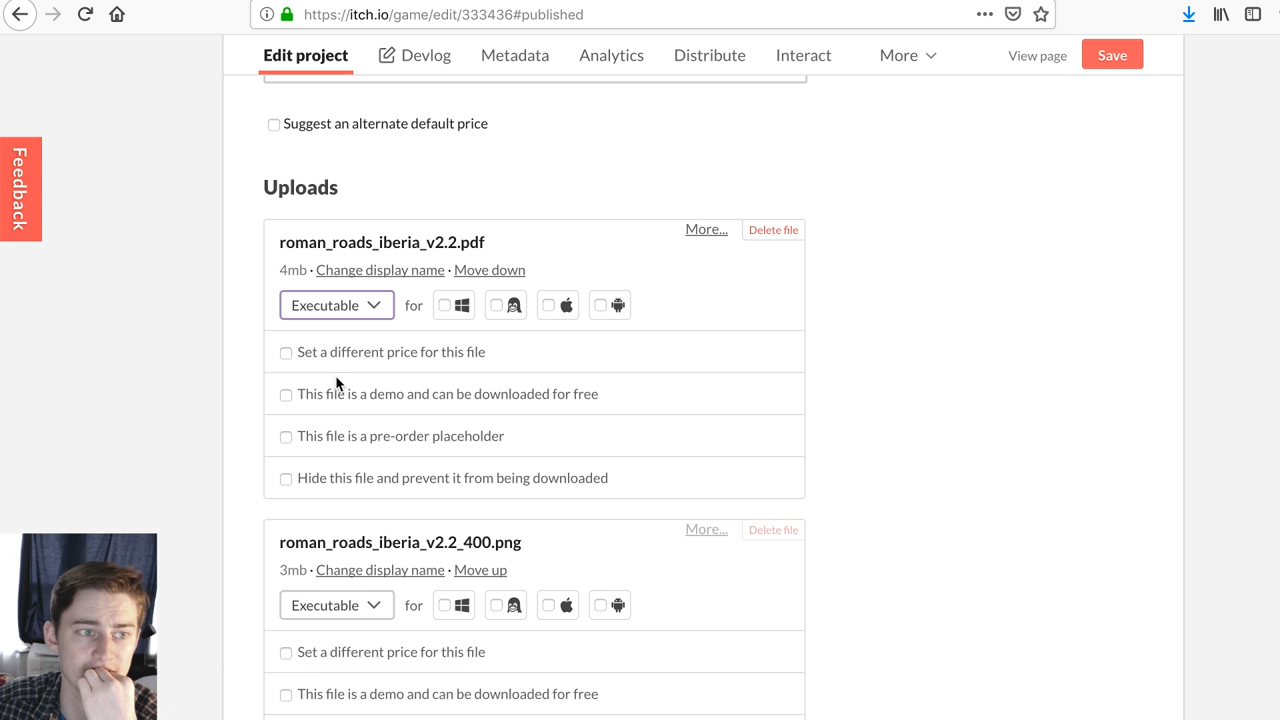 https://itch.io/game/edit/333436#published
Edit project Devlog Metadata Analytics Distribute Interact More View page Save
Suggest an alternate default price
Feedback
Uploads
roman_roads_iberia_v2.2.pdf More... Delete file
4mb · Change display name · Move down
Executable for
Set a different price for this file
This file is a demo and can be downloaded for free
This file is a pre-order placeholder
Hide this file and prevent it from being downloaded
roman_roads_iberia_v2.2_400.png More... Delete file
3mb · Change display name · Move up
Executable for
Set a different price for this file
This file is a demo and can be downloaded for free